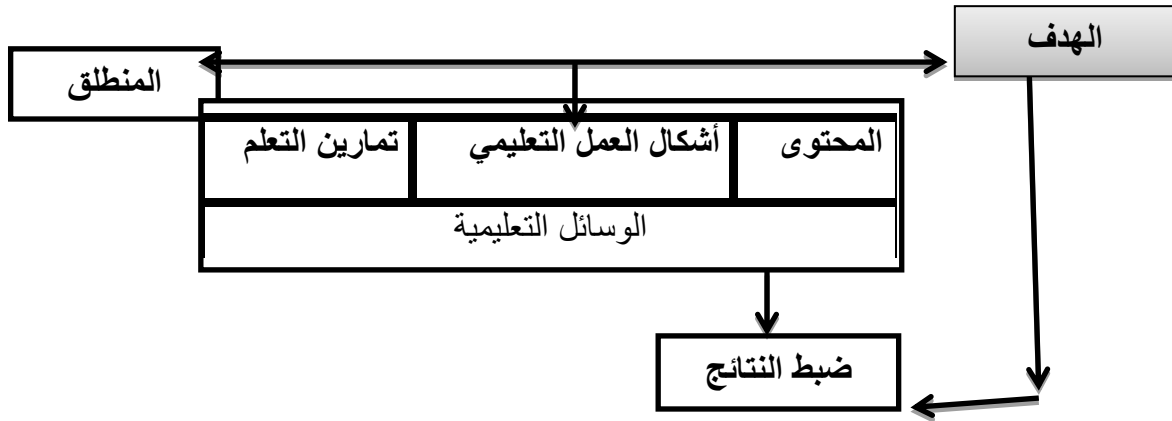 الهدف
المنطلق
المحتوى
أشكال العمل التعليمي
تمارين التعلم
الوسائل التعليمية
ضبط النتائج